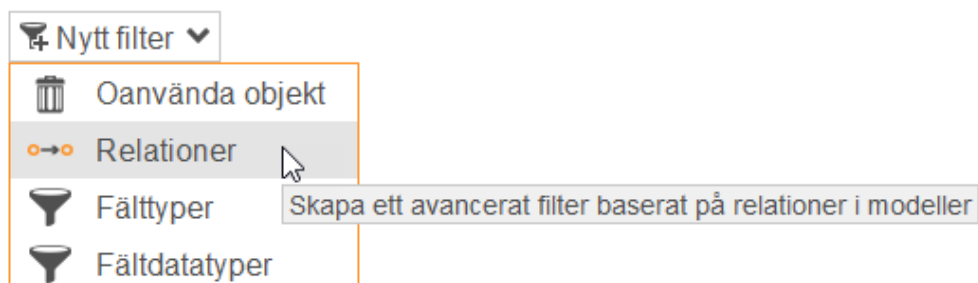 Nytt filter
Oanvända objekt
Relationer
Skapa ett avancerat filter baserat på relationer i modeller
Fälttyper
Fältdatatyper